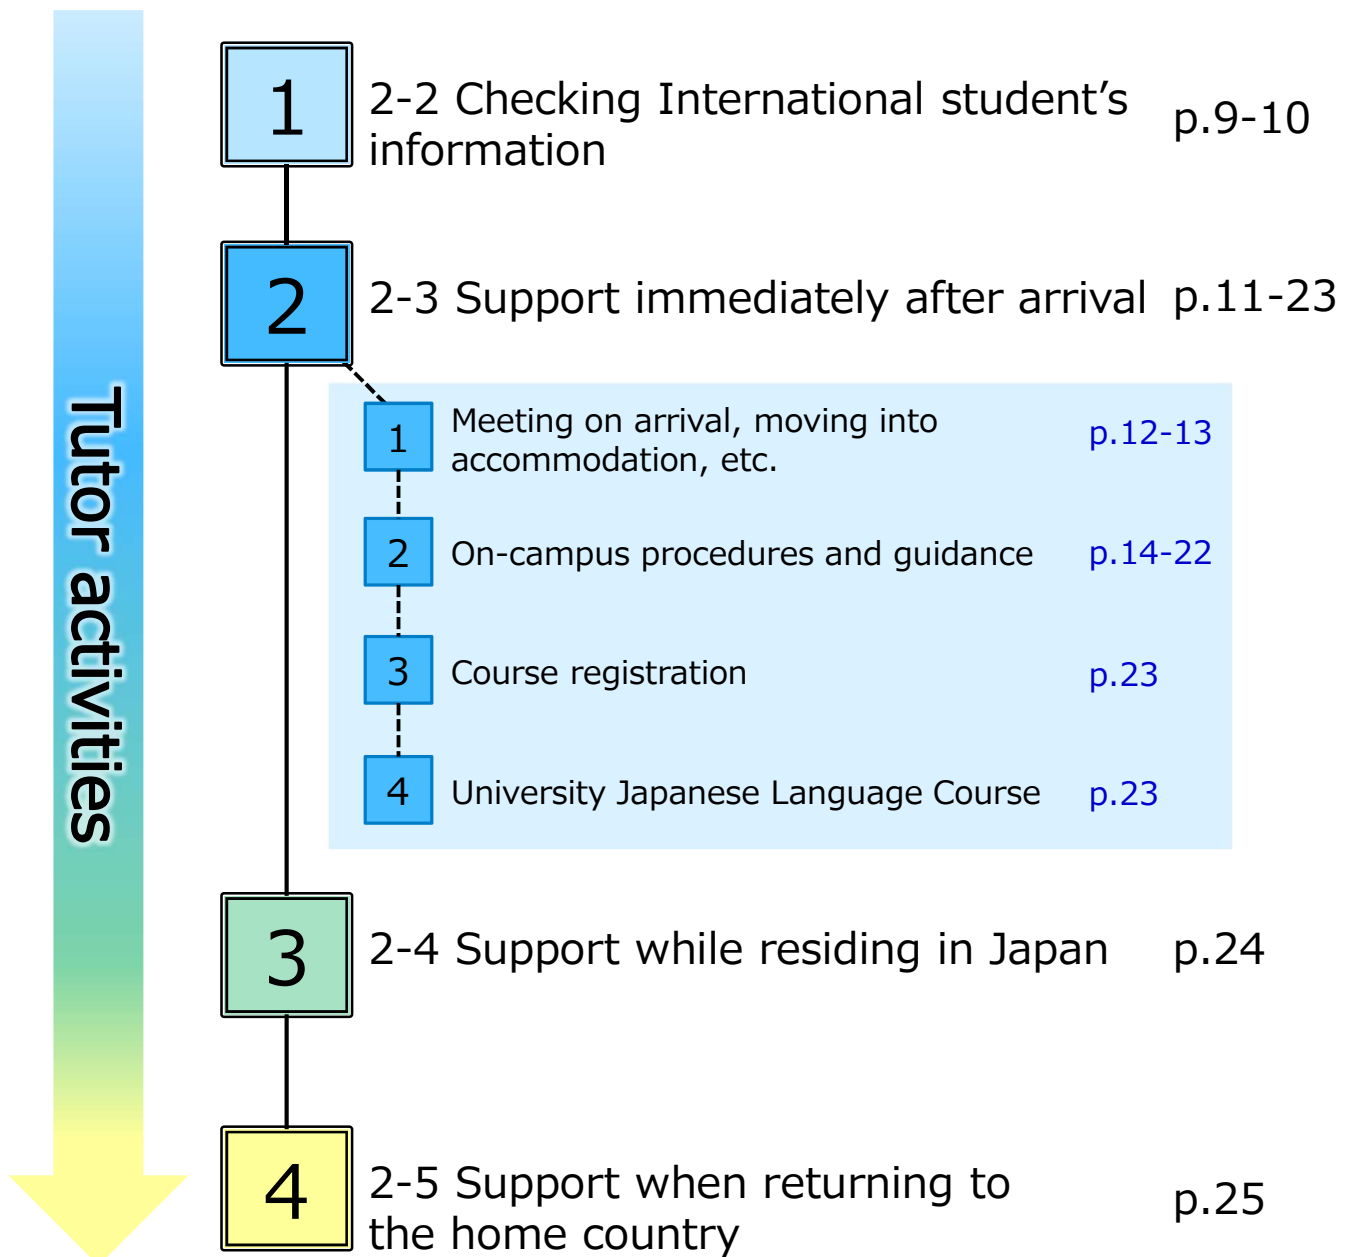 Tutor activities
1
2-2 Checking International student’s
information
p.9-10
2
2-3 Support immediately after arrival
p.11-23
1
Meeting on arrival, moving into
accommodation, etc.
p.12-13
2
On-campus procedures and guidance
p.14-22
3
Course registration
p.23
4
University Japanese Language Course
p.23
3
2-4 Support while residing in Japan
p.24
4
2-5 Support when returning to
the home country
p.25